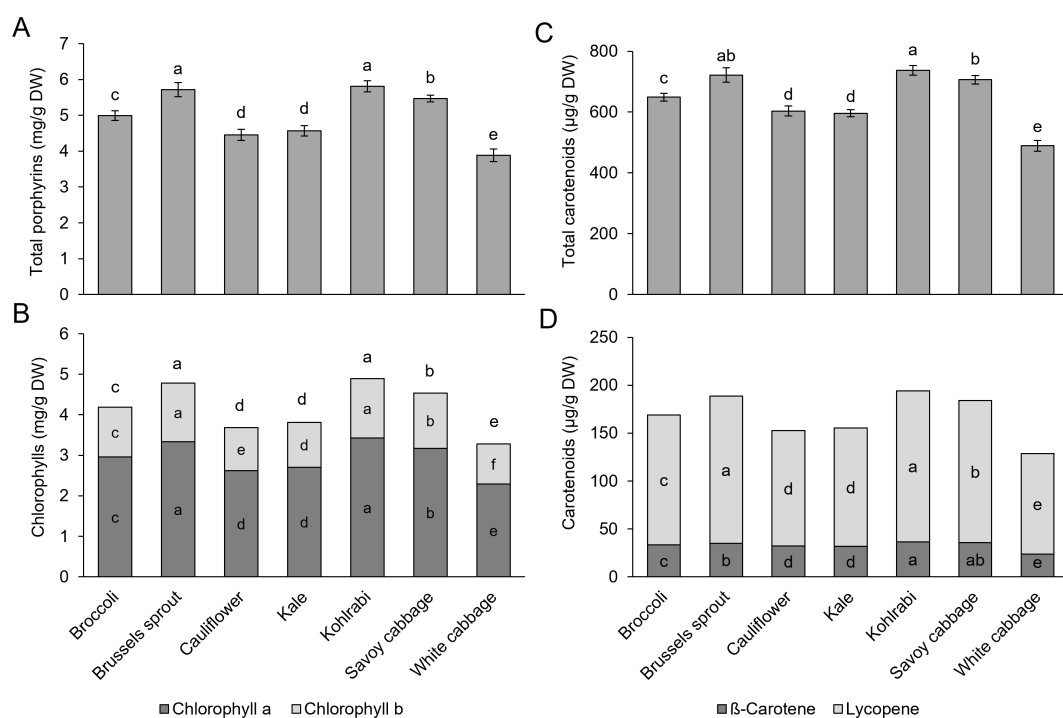 A
Total porphyrins (mg/g DW)
7
6
5
4
3
2
1
0
c
a
d
d
a
b
e
B
Chlorophylls (mg/g DW)
6
5
4
3
2
1
0
c
a
d
d
a
b
e
c
a
e
d
a
b
f
c
a
d
d
a
b
e
Broccoli
Brussels sprout
Cauliflower
Kale
Kohlrabi
Savoy cabbage
White cabbage
Chlorophyll a
Chlorophyll b
C
Total carotenoids (µg/g DW)
800
600
400
200
0
c
ab
d
d
a
b
e
D
Carotenoids (µg/g DW)
250
200
150
100
50
0
c
a
d
d
a
b
e
c
b
d
d
a
ab
e
Broccoli
Brussels sprout
Cauliflower
Kale
Kohlrabi
Savoy cabbage
White cabbage
ß-Carotene
Lycopene